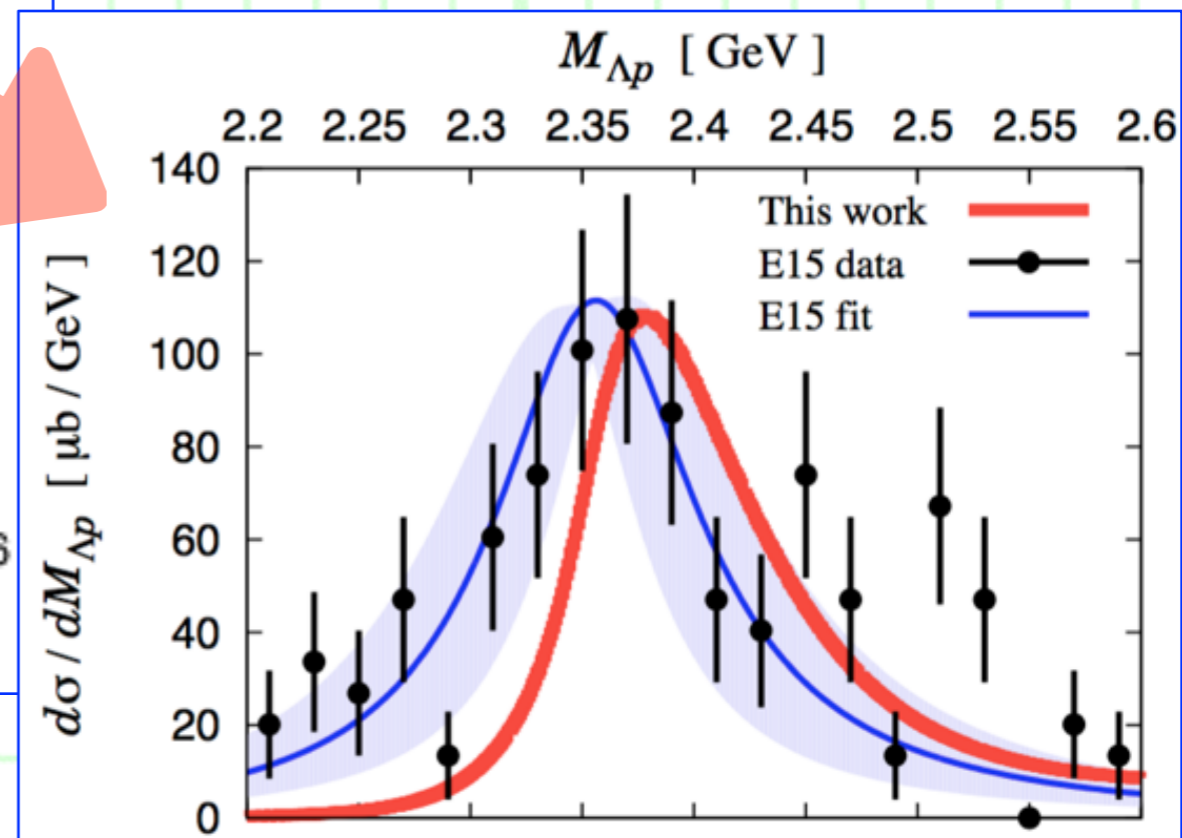 M_Λp [ GeV ]
2.2 2.25 2.3 2.35 2.4 2.45 2.5 2.55 2.6
140
120
100
80
60
40
20
0
dσ / dM_Λp [ μb / GeV ]
This work
E15 data
E15 fit